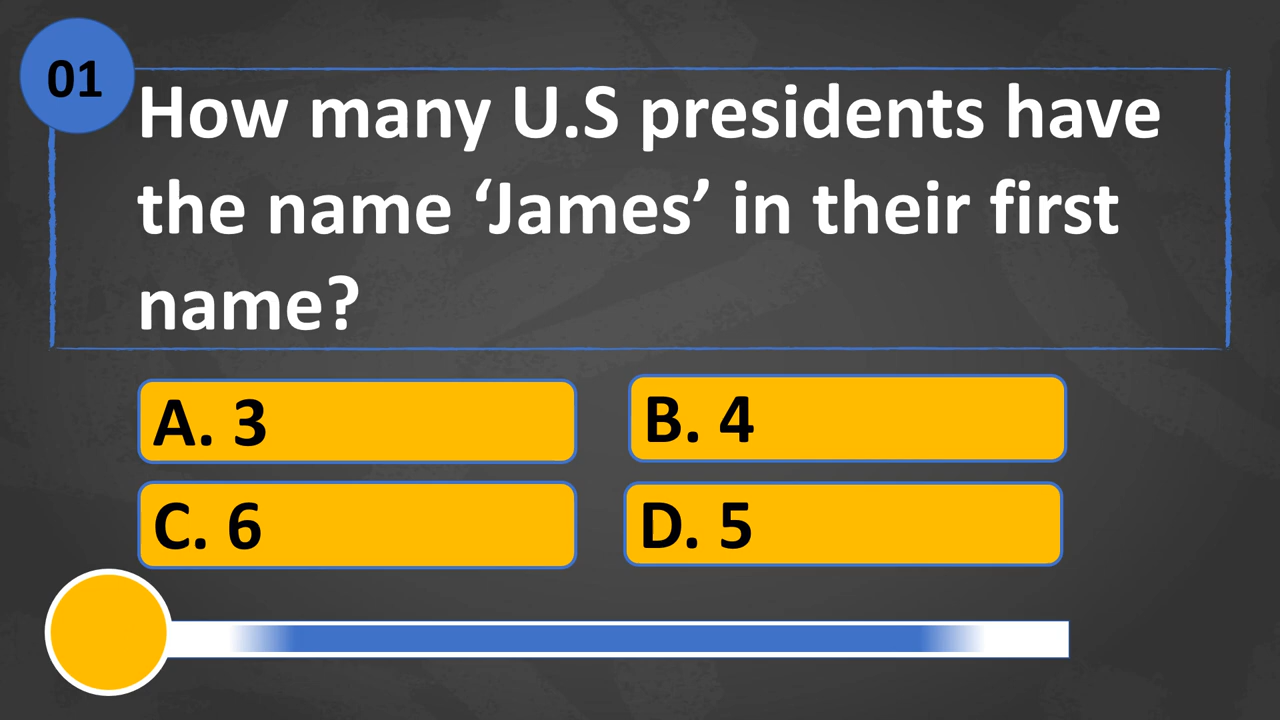 01
How many U.S presidents have
the name ‘James’ in their first
name?
A. 3
B. 4
C. 6
D. 5